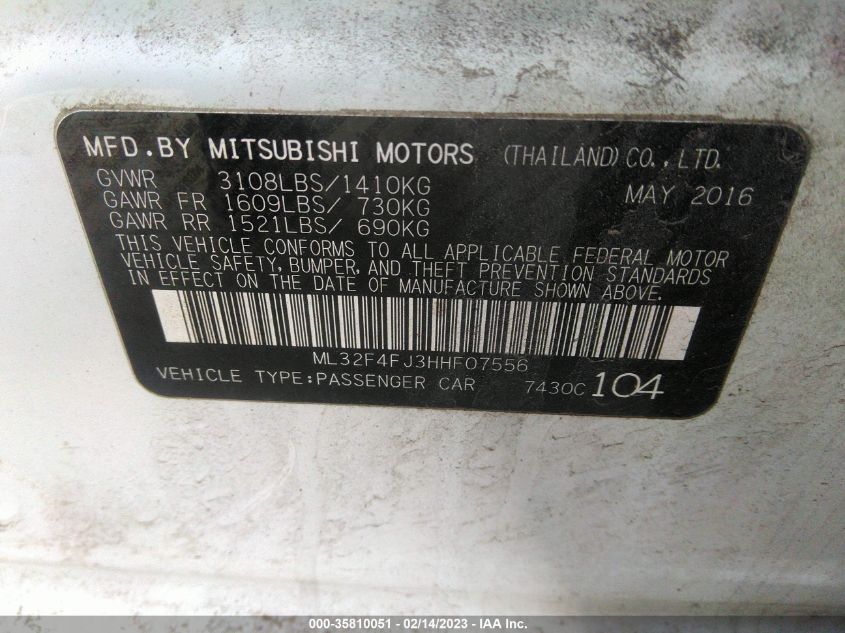 MFD.BY MITSUBISHI MOTORS (THAILAND) CO., LTD.
GVWR 3108LBS/1410KG MAY 2016
GAWR FR 1609LBS/ 730KG
GAWR RR 1521LBS/ 690KG
THIS VEHICLE CONFORMS TO ALL APPLICABLE FEDERAL MOTOR
VEHICLE SAFETY, BUMPER, AND THEFT PREVENTION STANDARDS
IN EFFECT ON THE DATE OF MANUFACTURE SHOWN ABOVE.
ML32F4FJ3HHF07556
VEHICLE TYPE:PASSENGER CAR 7430C 104
000-35810051 - 02/14/2023 - IAA Inc.